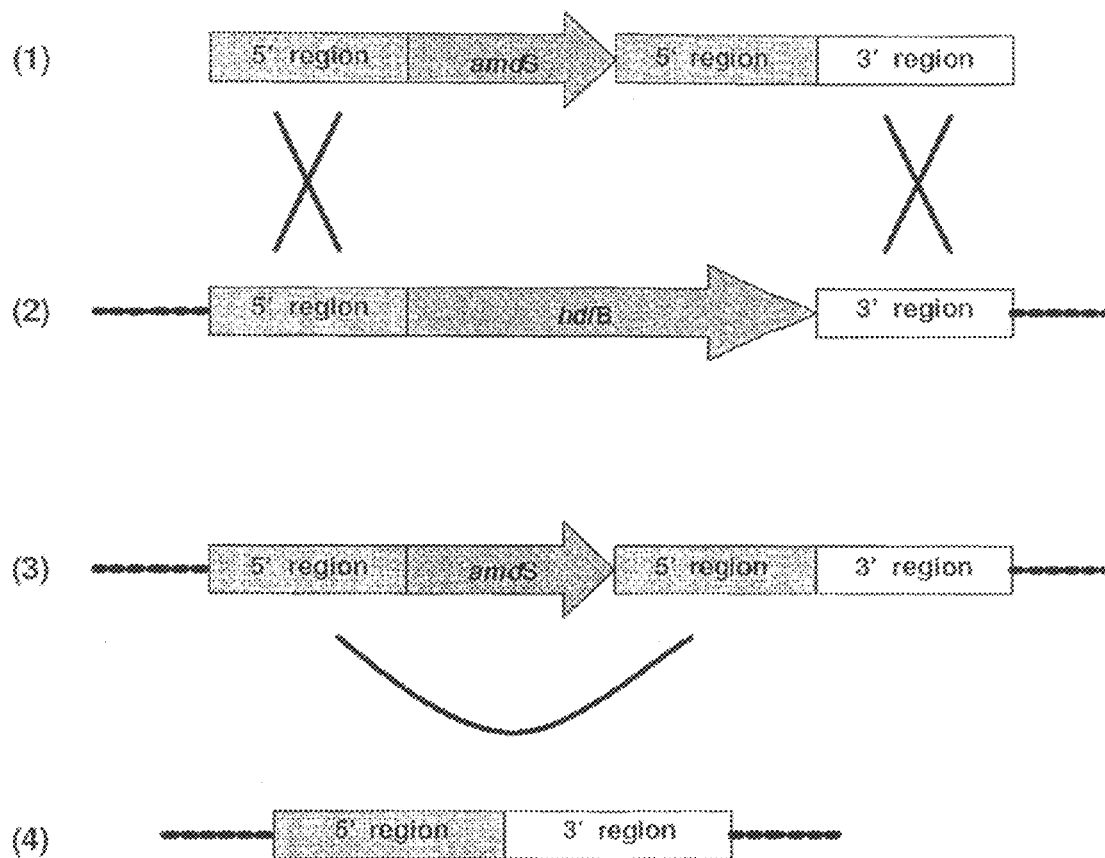 (1) 5' region amdS 5' region 3' region
(2) 5' region hdfB 3' region
(3) 5' region amdS 5' region 3' region
(4) 5' region 3' region